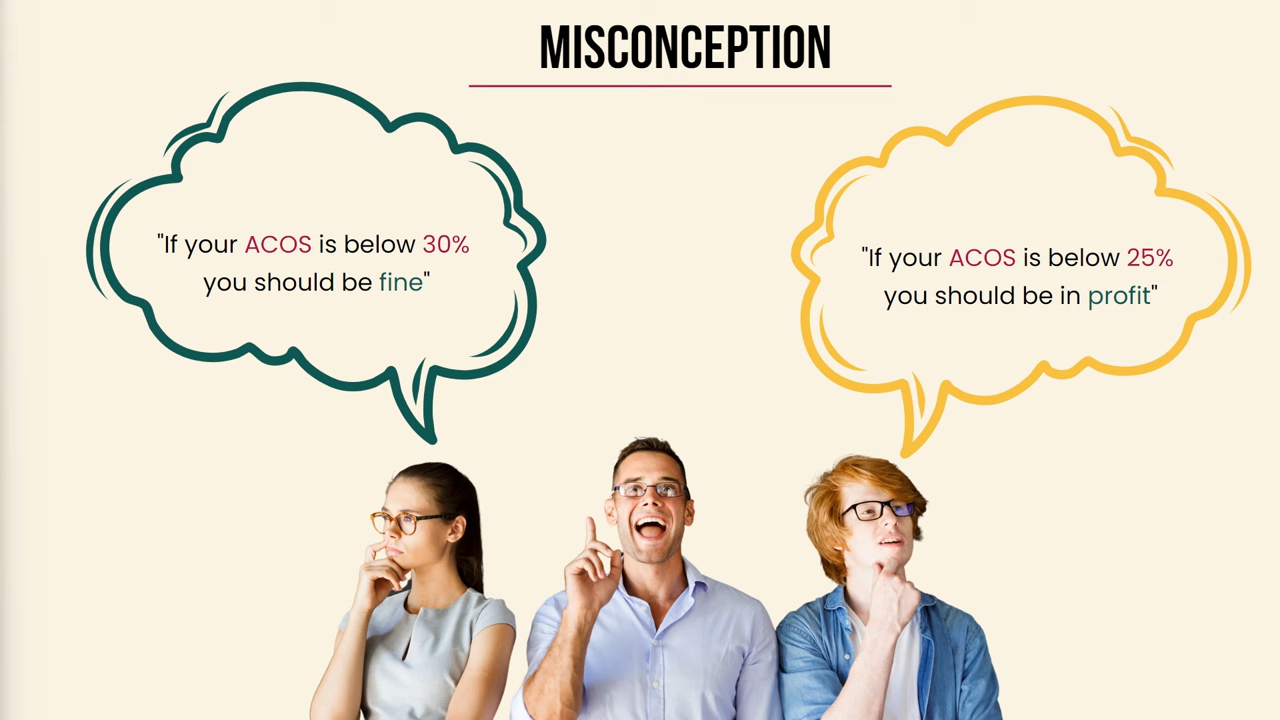 MISCONCEPTION
"If your ACOS is below 30%
you should be fine"
"If your ACOS is below 25%
you should be in profit"